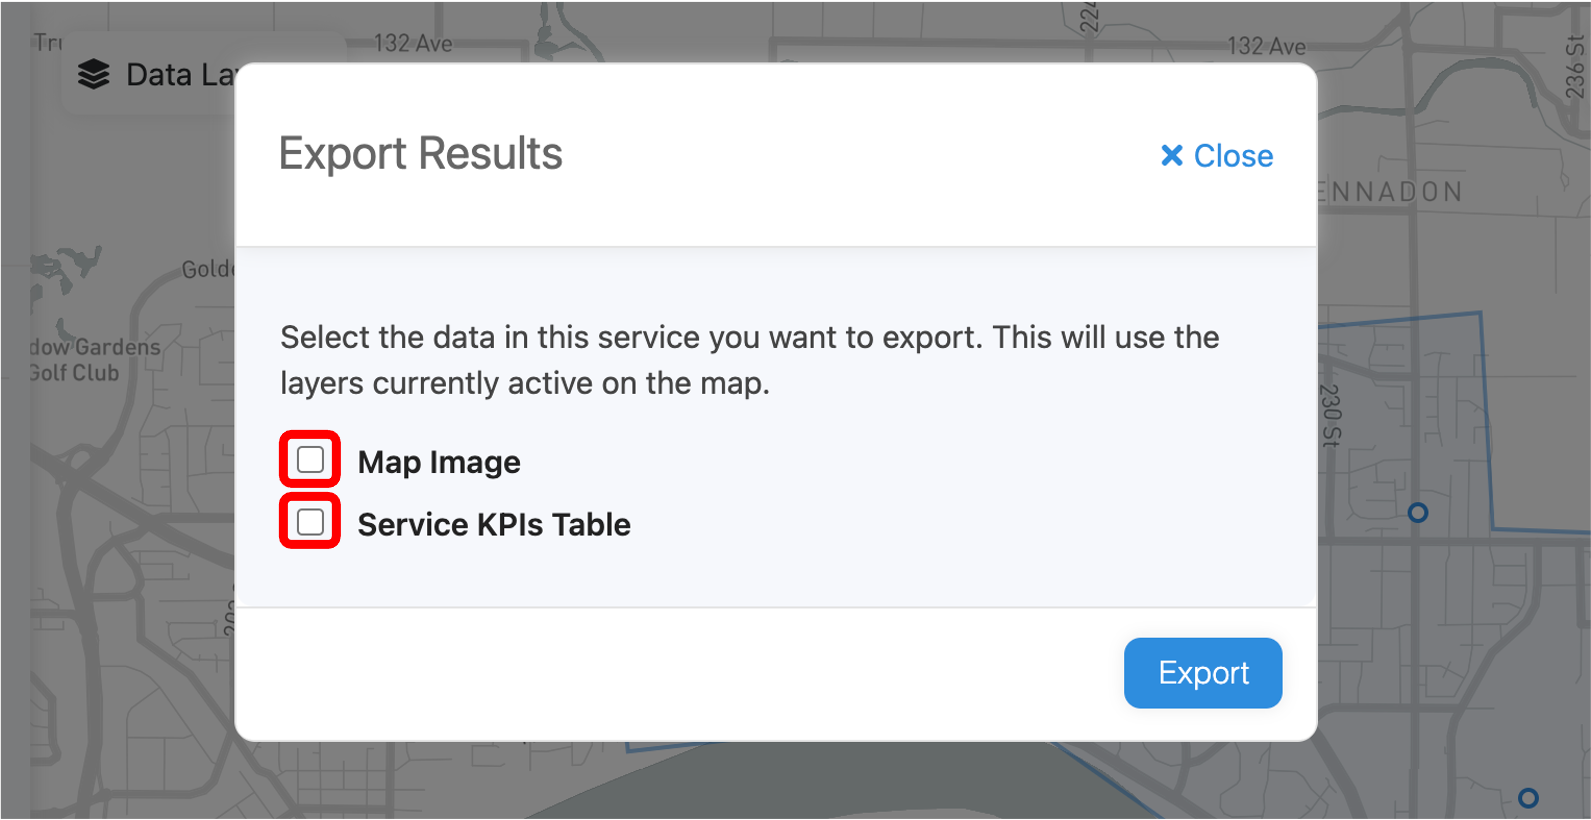 132 Ave
132 Ave
224
236 St
Data La
Export Results
Close
ENNADON
Golde
dow Gardens
Golf Club
Select the data in this service you want to export. This will use the
layers currently active on the map.
230 St
Map Image
Service KPIs Table
Export